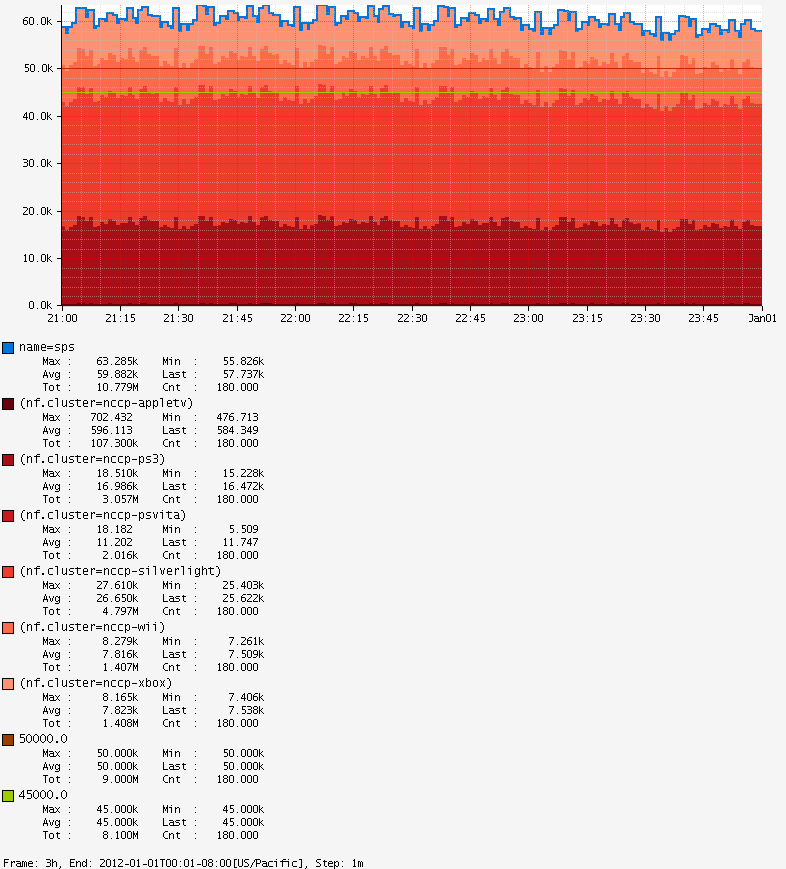 60.0k
50.0k
40.0k
30.0k
20.0k
10.0k
0.0k
21:00 21:15 21:30 21:45 22:00 22:15 22:30 22:45 23:00 23:15 23:30 23:45 Jan01
name=sps
Max : 63.285k Min : 55.826k
Avg : 59.882k Last : 57.737k
Tot : 10.779M Cnt : 180.000
(nf.cluster=nccp-appletv)
Max : 702.432 Min : 476.713
Avg : 596.113 Last : 584.349
Tot : 107.300k Cnt : 180.000
(nf.cluster=nccp-ps3)
Max : 18.510k Min : 15.228k
Avg : 16.986k Last : 16.472k
Tot : 3.057M Cnt : 180.000
(nf.cluster=nccp-psvita)
Max : 18.182 Min : 5.509
Avg : 11.202 Last : 11.747
Tot : 2.016k Cnt : 180.000
(nf.cluster=nccp-silverlight)
Max : 27.610k Min : 25.403k
Avg : 26.650k Last : 25.622k
Tot : 4.797M Cnt : 180.000
(nf.cluster=nccp-wii)
Max : 8.279k Min : 7.261k
Avg : 7.816k Last : 7.509k
Tot : 1.407M Cnt : 180.000
(nf.cluster=nccp-xbox)
Max : 8.165k Min : 7.406k
Avg : 7.823k Last : 7.538k
Tot : 1.408M Cnt : 180.000
50000.0
Max : 50.000k Min : 50.000k
Avg : 50.000k Last : 50.000k
Tot : 9.000M Cnt : 180.000
45000.0
Max : 45.000k Min : 45.000k
Avg : 45.000k Last : 45.000k
Tot : 8.100M Cnt : 180.000
Frame: 3h, End: 2012-01-01T00:01-08:00[US/Pacific], Step: 1m